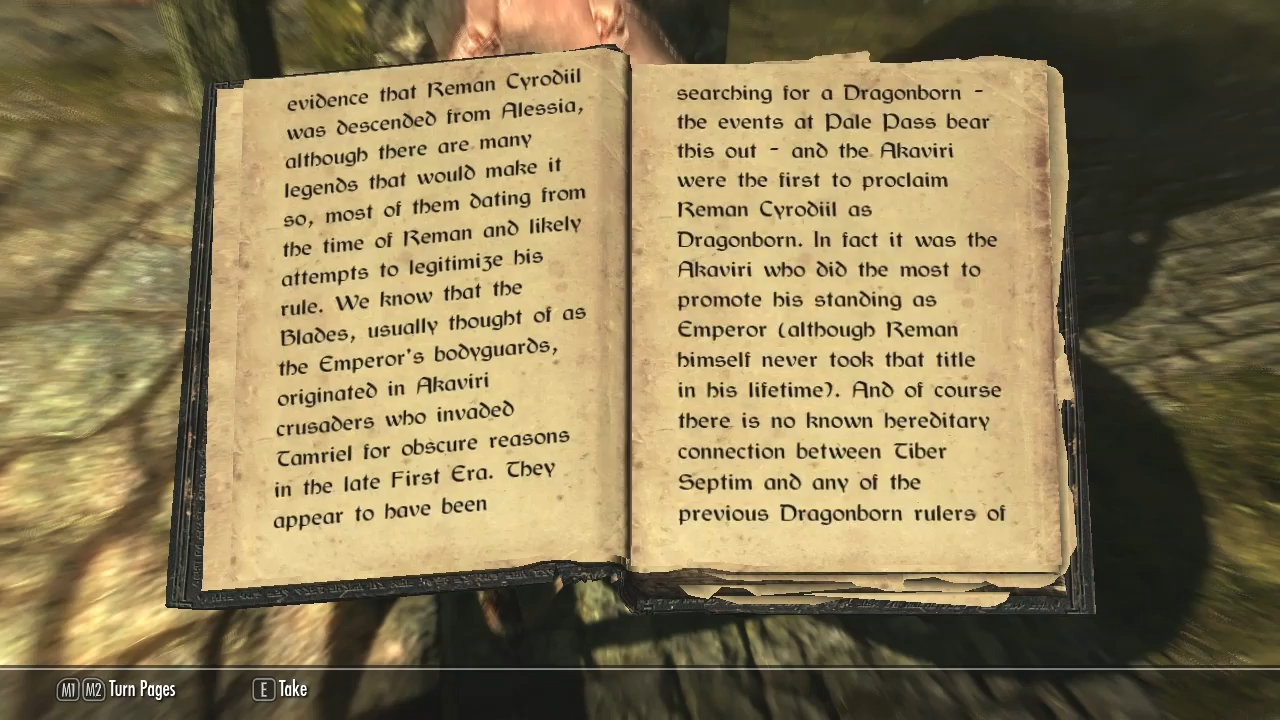 evidence that Reman Cyrodiil
was descended from Alessia,
although there are many
legends that would make it
so, most of them dating from
the time of Reman and likely
attempts to legitimize his
rule. We know that the
Blades, usually thought of as
the Emperor's bodyguards,
originated in Akaviri
crusaders who invaded
Tamriel for obscure reasons
in the late First Era. They
appear to have been
searching for a Dragonborn -
the events at Pale Pass bear
this out - and the Akaviri
were the first to proclaim
Reman Cyrodiil as
Dragonborn. In fact it was the
Akaviri who did the most to
promote his standing as
Emperor (although Reman
himself never took that title
in his lifetime). And of course
there is no known hereditary
connection between Tiber
Septim and any of the
previous Dragonborn rulers of
M1 M2 Turn Pages
E Take